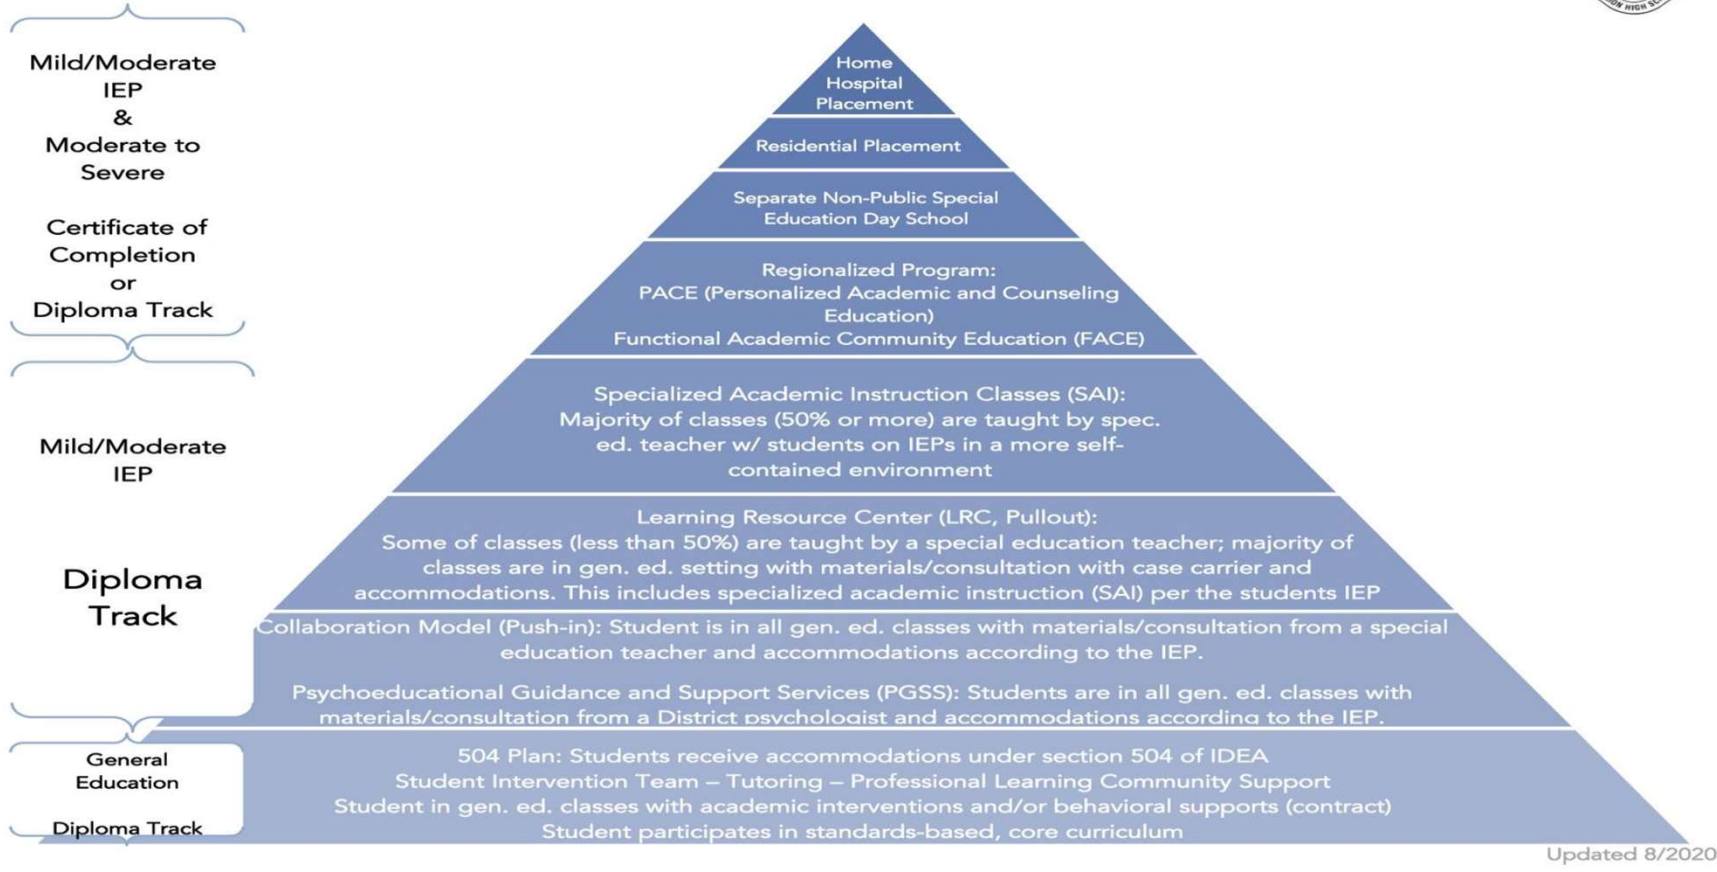 ON HIGH SC
Mild/Moderate
IEP
&
Moderate to
Severe
Certificate of
Completion
or
Diploma Track
Mild/Moderate
IEP
Diploma
Track
General
Education
Diploma Track
Home
Hospital
Placement
Residential Placement
Separate Non-Public Special
Education Day School
Regionalized Program:
PACE (Personalized Academic and Counseling
Education)
Functional Academic Community Education (FACE)
Specialized Academic Instruction Classes (SAI):
Majority of classes (50% or more) are taught by spec.
ed. teacher w/ students on IEPs in a more self-
contained environment
Learning Resource Center (LRC, Pullout):
Some of classes (less than 50%) are taught by a special education teacher; majority of
classes are in gen. ed. setting with materials/consultation with case carrier and
accommodations. This includes specialized academic instruction (SAI) per the students IEP
Collaboration Model (Push-in): Student is in all gen. ed. classes with materials/consultation from a special
education teacher and accommodations according to the IEP.
Psychoeducational Guidance and Support Services (PGSS): Students are in all gen. ed. classes with
materials/consultation from a District psychologist and accommodations according to the IEP.
504 Plan: Students receive accommodations under section 504 of IDEA
Student Intervention Team – Tutoring – Professional Learning Community Support
Student in gen. ed. classes with academic interventions and/or behavioral supports (contract)
Student participates in standards-based, core curriculum
Updated 8/2020